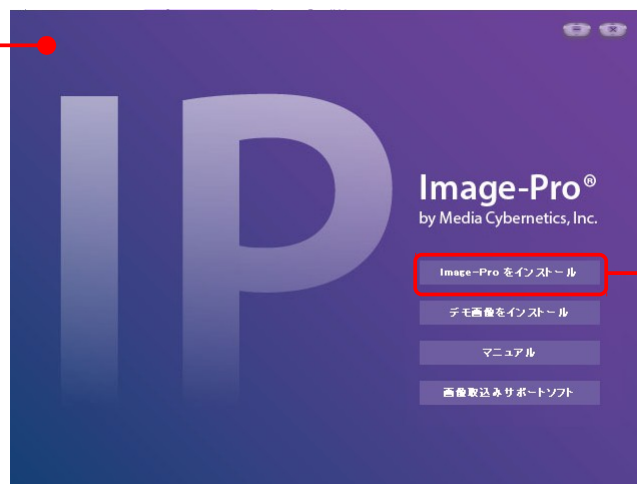 IP
Image-Pro®
by Media Cybernetics, Inc.
Image-Pro をインストール
デモ画像をインストール
マニュアル
画像取込みサポートソフト